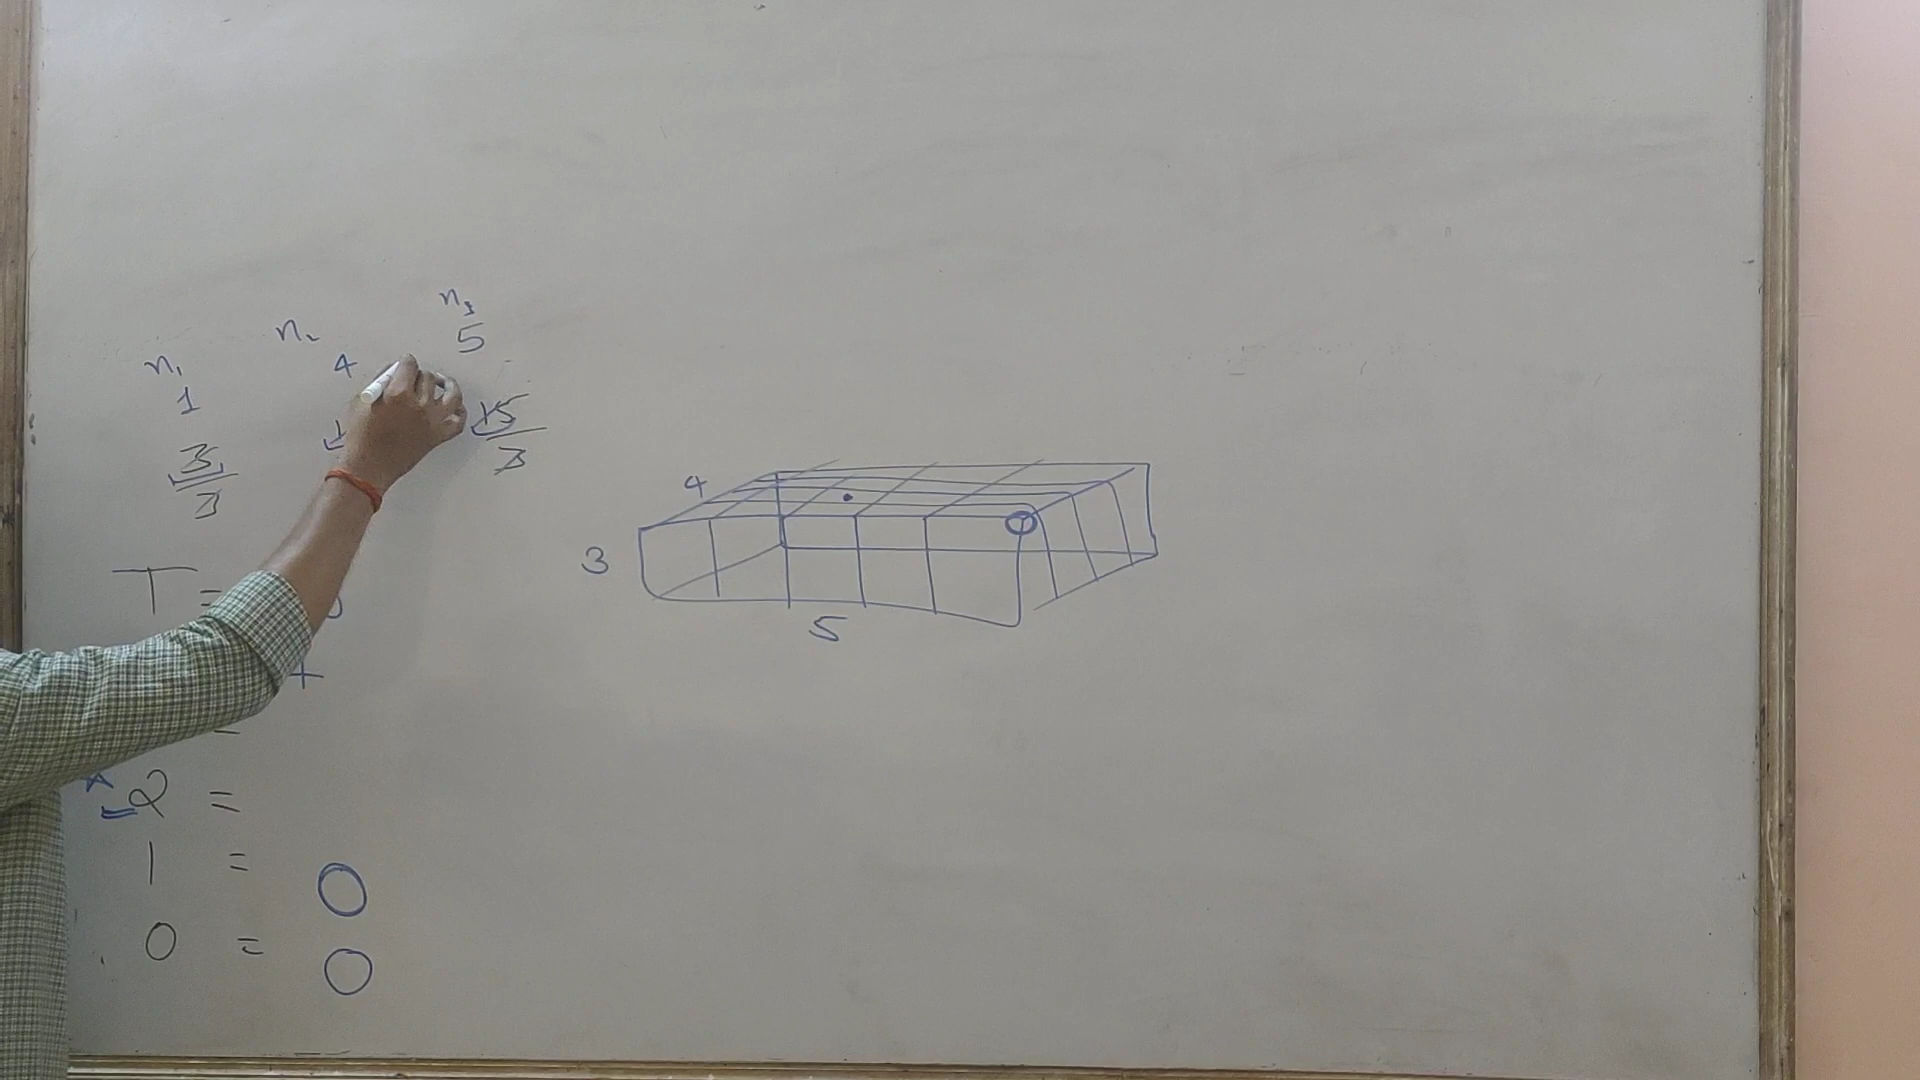 n₁ n₂ n₃
1 4 5
3/3 15/3
T =
+
2 =
1 = 0
0 = 0
4
3
5